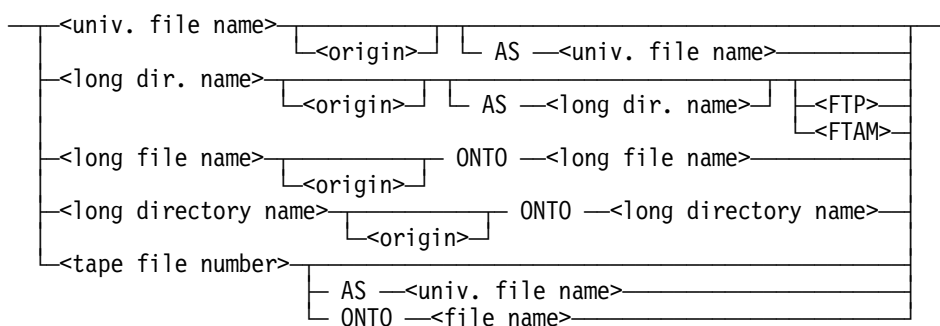 <univ. file name>
<origin> AS <univ. file name>
<long dir. name>
<origin> AS <long dir. name> <FTP>
<FTAM>
<long file name> ONTO <long file name>
<origin>
<long directory name> ONTO <long directory name>
<origin>
<tape file number>
AS <univ. file name>
ONTO <file name>